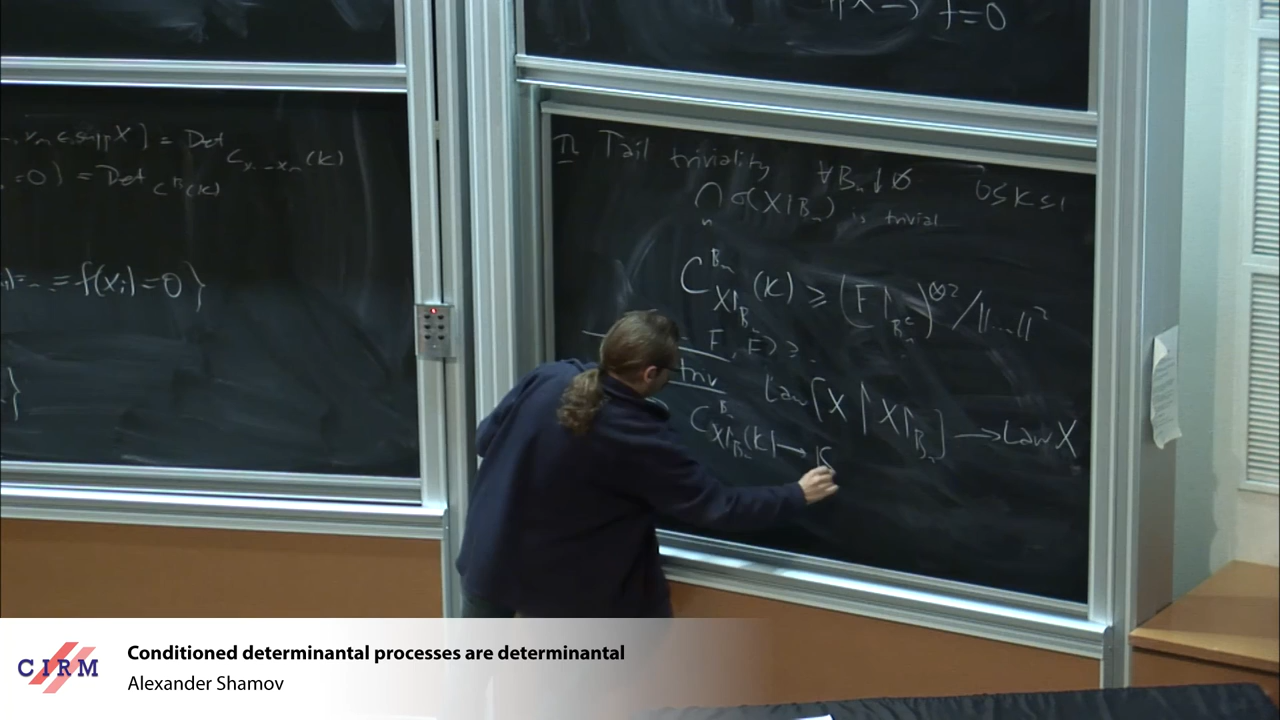 f=0
x_n ∈ supp X] = Det C_{x...x_n}(K)
=0) = Det C^B(K)
= ... = f(x_i) = 0}
}
Th Tail triviality ∀B_n ↓ ∅ 0≤K≤1
⋂_n σ(X|_{B_n}) is trivial
C^{B_n}_{X|_{B_n}}(K) ≥ (F|_{B_n^c})^{⊗2} / ||...||^2
F
triv Law[X | X|_{B_n}] → Law X
C^{B_n}_{X|_{B_n}}(K) → K
CIRM
Conditioned determinantal processes are determinantal
Alexander Shamov